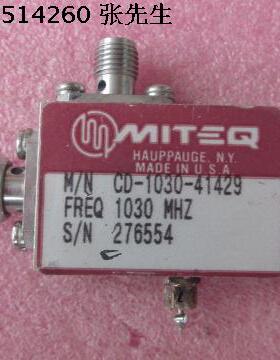 514260 张先生
MITEQ
HAUPPAUGE, N.Y.
MADE IN U.S.A.
M/N CD-1030-41429
FREQ 1030 MHZ
S/N 276554